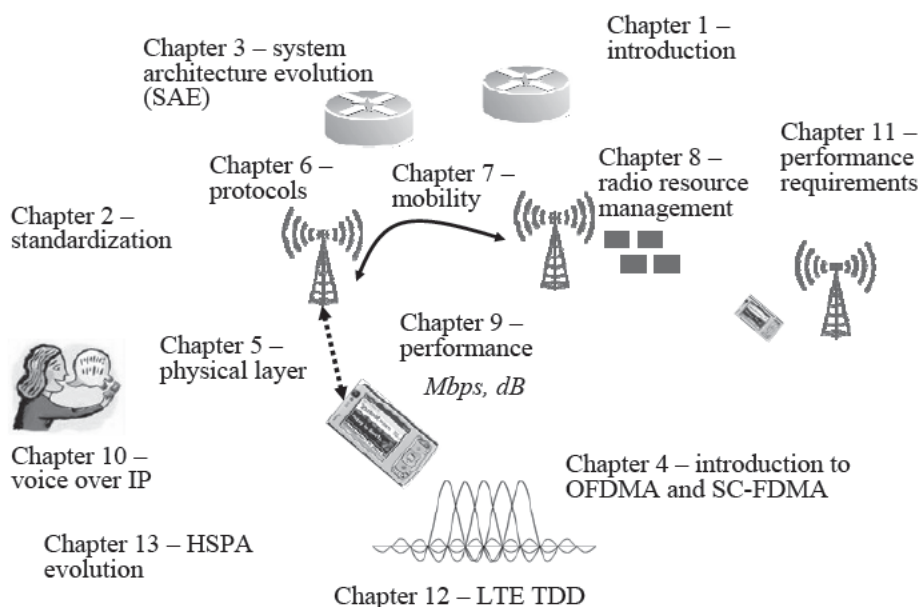 Chapter 1 –
introduction
Chapter 3 – system
architecture evolution
(SAE)
Chapter 11 –
performance
requirements
Chapter 6 –
protocols
Chapter 7 –
mobility
Chapter 8 –
radio resource
management
Chapter 2 –
standardization
Chapter 9 –
performance
Mbps, dB
Chapter 5 –
physical layer
Chapter 10 –
voice over IP
Chapter 4 – introduction to
OFDMA and SC-FDMA
Chapter 13 – HSPA
evolution
Chapter 12 – LTE TDD